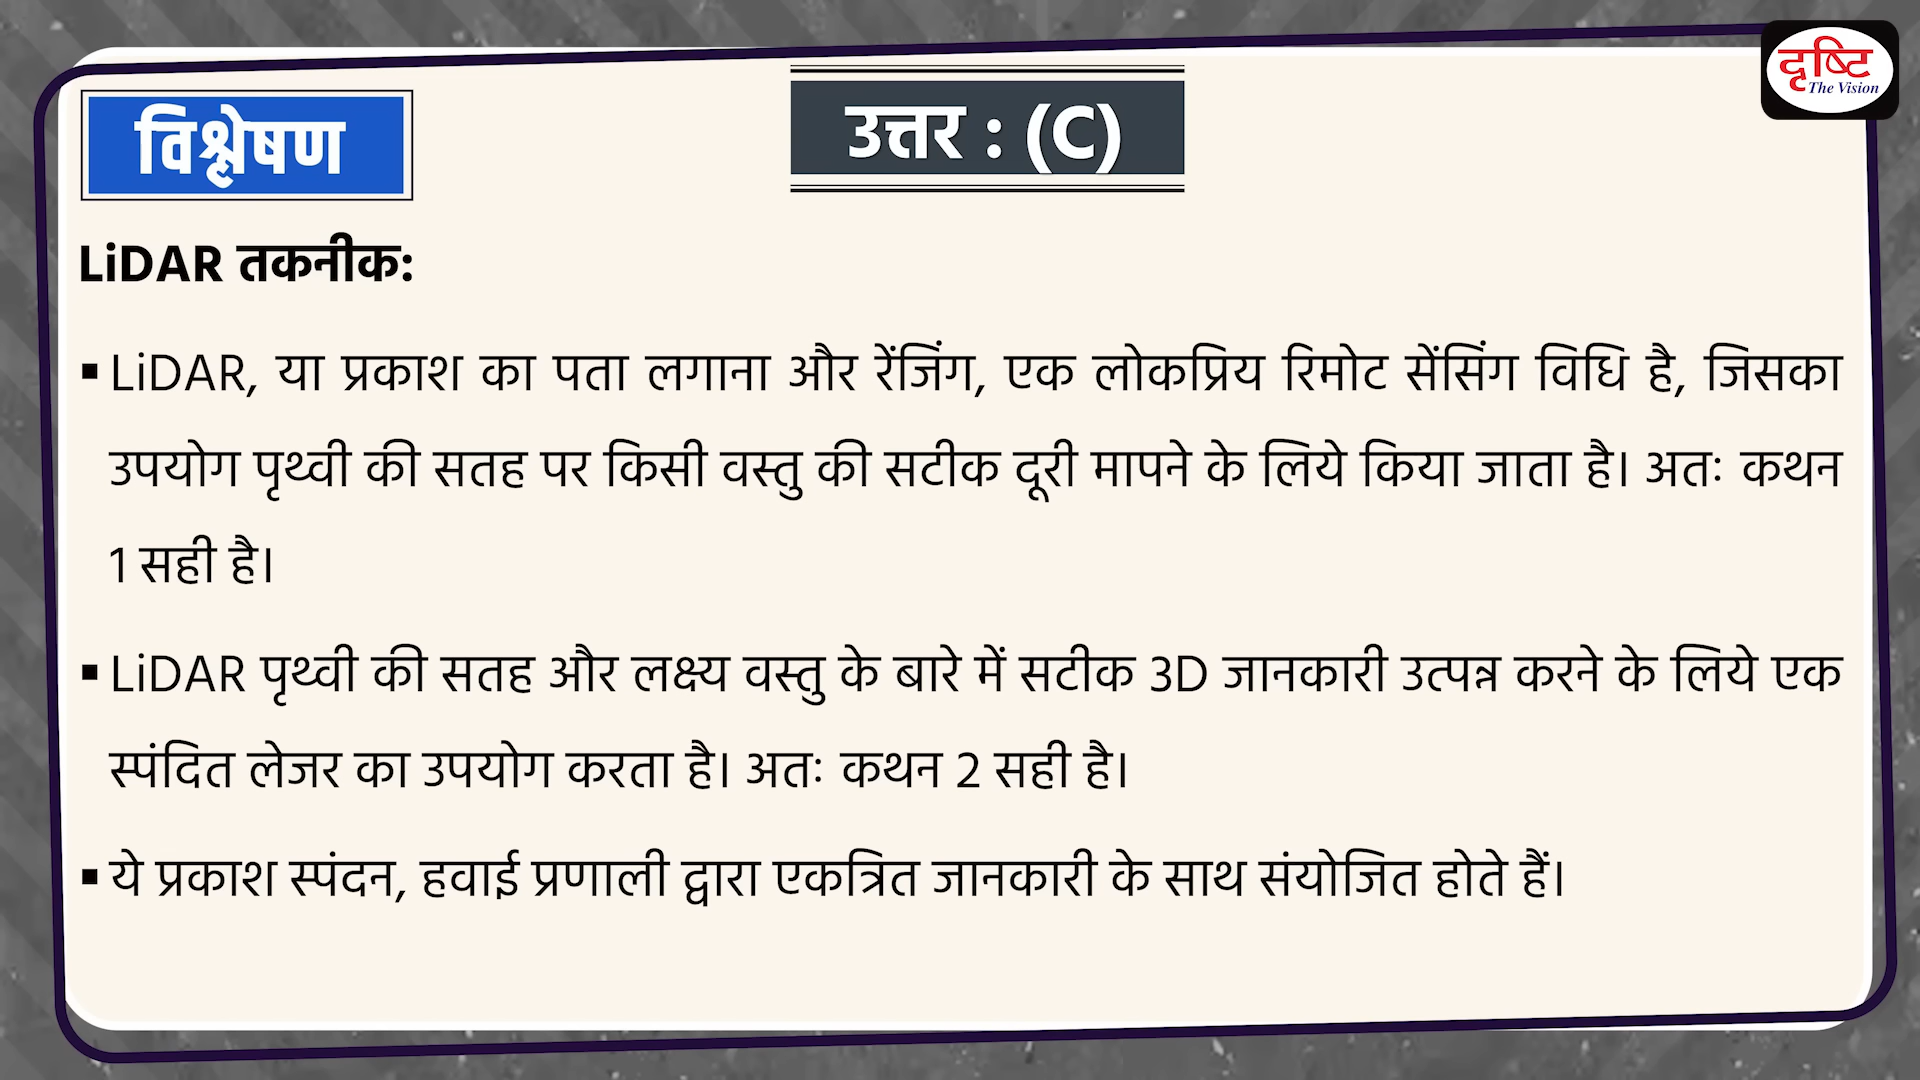 दृष्टि
The Vision
विश्लेषण
उत्तर : (C)
LiDAR तकनीक:
▪ LiDAR, या प्रकाश का पता लगाना और रेंजिंग, एक लोकप्रिय रिमोट सेंसिंग विधि है, जिसका
उपयोग पृथ्वी की सतह पर किसी वस्तु की सटीक दूरी मापने के लिये किया जाता है। अतः कथन
1 सही है।
▪ LiDAR पृथ्वी की सतह और लक्ष्य वस्तु के बारे में सटीक 3D जानकारी उत्पन्न करने के लिये एक
स्पंदित लेजर का उपयोग करता है। अतः कथन 2 सही है।
▪ ये प्रकाश स्पंदन, हवाई प्रणाली द्वारा एकत्रित जानकारी के साथ संयोजित होते हैं।